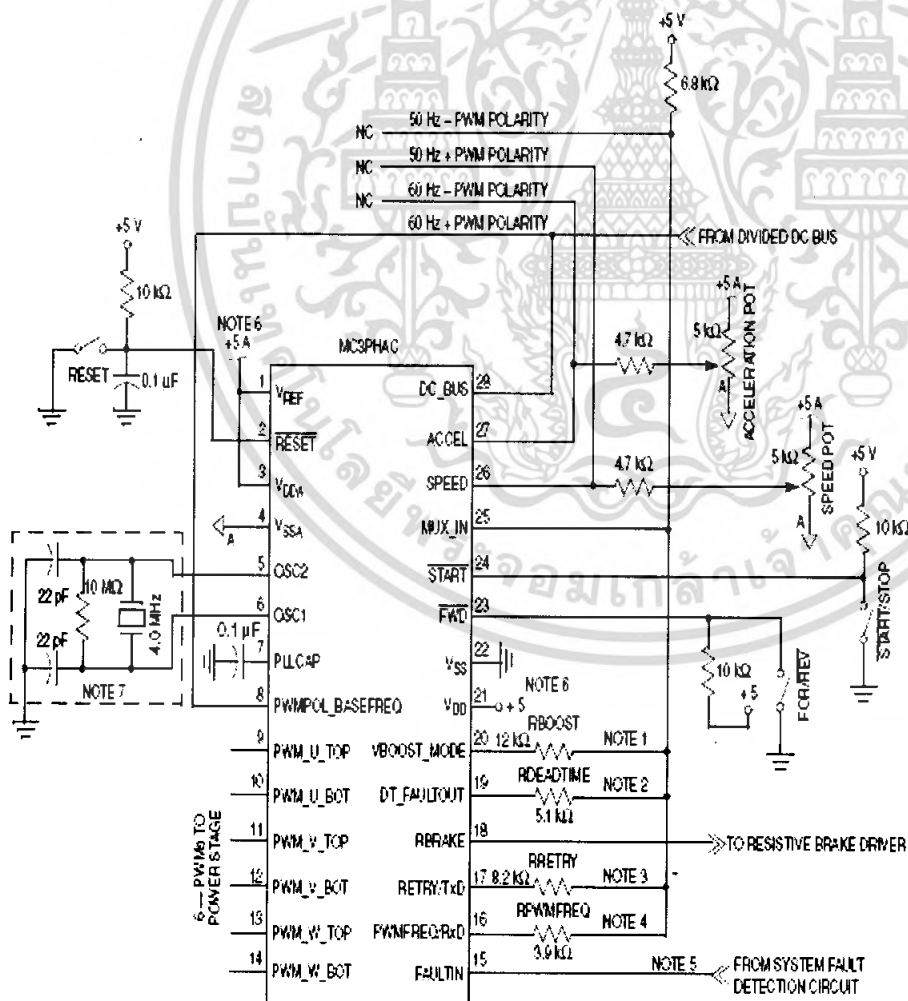 +5 V
6.8 kΩ
50 Hz – PWM POLARITY
NC
50 Hz + PWM POLARITY
NC
60 Hz – PWM POLARITY
NC
60 Hz + PWM POLARITY
FROM DIVIDED DC BUS
+5 V
10 kΩ
RESET
0.1 µF
NOTE 6
+5 A
MC3PHAC
+5 A
5 kΩ
ACCELERATION POT
A
4.7 kΩ
+5 A
5 kΩ
SPEED POT
A
4.7 kΩ
+5 V
10 kΩ
START/STOP
1 VREF
2 RESET
3 VDDA
4 VSSA
A
5 OSC2
6 OSC1
7 PLLCAP
8 PWMPOL_BASEFREQ
9 PWM_U_TOP
10 PWM_U_BOT
11 PWM_V_TOP
12 PWM_V_BOT
13 PWM_W_TOP
14 PWM_W_BOT
22 pF
10 MΩ
4.0 MHz
22 pF
NOTE 7
0.1 µF
6 — PWMs TO
POWER STAGE
DC_BUS 28
ACCEL 27
SPEED 26
MUX_IN 25
START 24
FWD 23
VSS 22
VDD 21
VBOOST_MODE 20
DT_FAULTOUT 19
RBRAKE 18
RETRY/TxD 17
PWMFREQ/RxD 16
FAULTIN 15
10 kΩ
+ 5
FOR/REV
NOTE 6
+ 5
RBOOST
12 kΩ
NOTE 1
RDEADTIME
5.1 kΩ
NOTE 2
TO RESISTIVE BRAKE DRIVER
RRETRY
8.2 kΩ
NOTE 3
RPWMFREQ
3.9 kΩ
NOTE 4
NOTE 5
FROM SYSTEM FAULT
DETECTION CIRCUIT